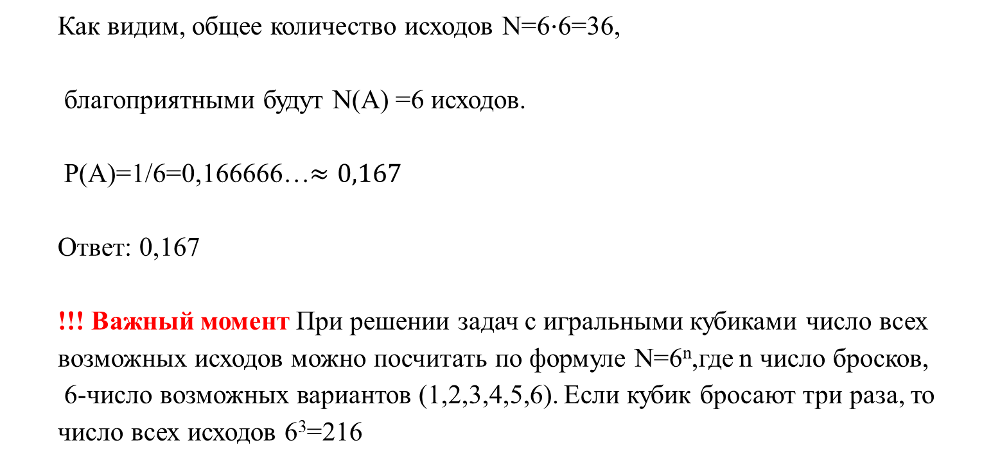 Как видим, общее количество исходов N=6·6=36,
благоприятными будут N(A) =6 исходов.
P(A)=1/6=0,166666…≈ 0,167
Ответ: 0,167
!!! Важный момент При решении задач с игральными кубиками число всех
возможных исходов можно посчитать по формуле N=6ⁿ,где n число бросков,
6-число возможных вариантов (1,2,3,4,5,6). Если кубик бросают три раза, то
число всех исходов 6³=216